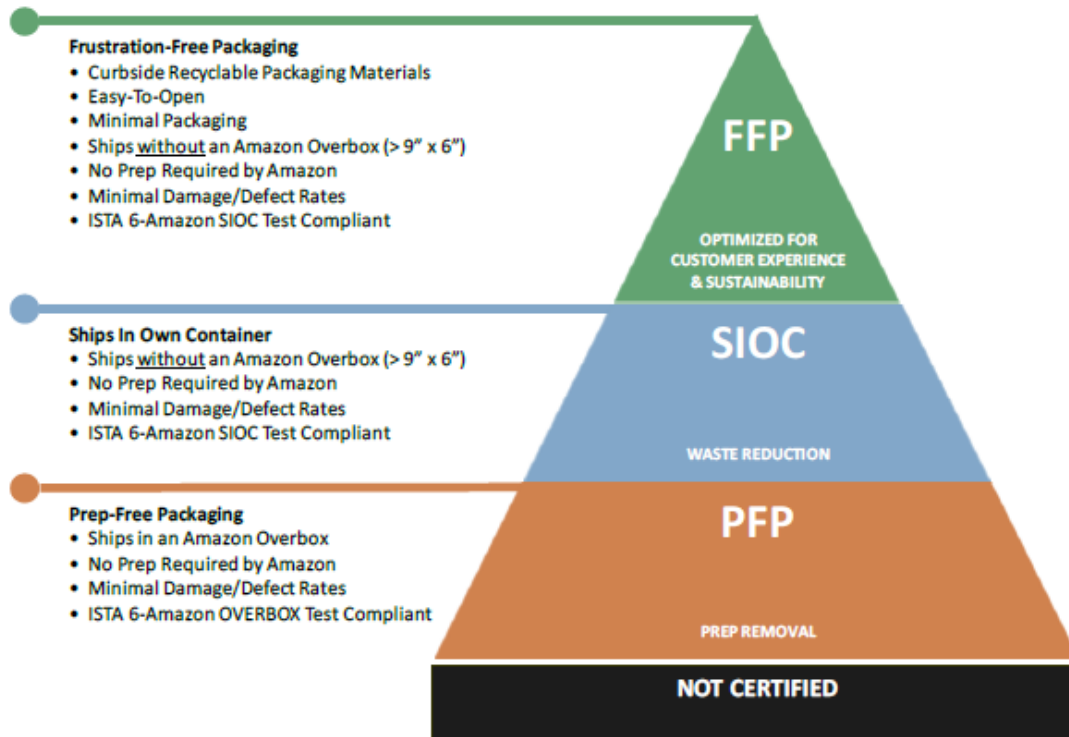 Frustration-Free Packaging
• Curbside Recyclable Packaging Materials
• Easy-To-Open
• Minimal Packaging
• Ships without an Amazon Overbox (> 9” x 6”)
• No Prep Required by Amazon
• Minimal Damage/Defect Rates
• ISTA 6-Amazon SIOC Test Compliant
FFP
OPTIMIZED FOR
CUSTOMER EXPERIENCE
& SUSTAINABILITY
Ships In Own Container
• Ships without an Amazon Overbox (> 9” x 6”)
• No Prep Required by Amazon
• Minimal Damage/Defect Rates
• ISTA 6-Amazon SIOC Test Compliant
SIOC
WASTE REDUCTION
Prep-Free Packaging
• Ships in an Amazon Overbox
• No Prep Required by Amazon
• Minimal Damage/Defect Rates
• ISTA 6-Amazon OVERBOX Test Compliant
PFP
PREP REMOVAL
NOT CERTIFIED